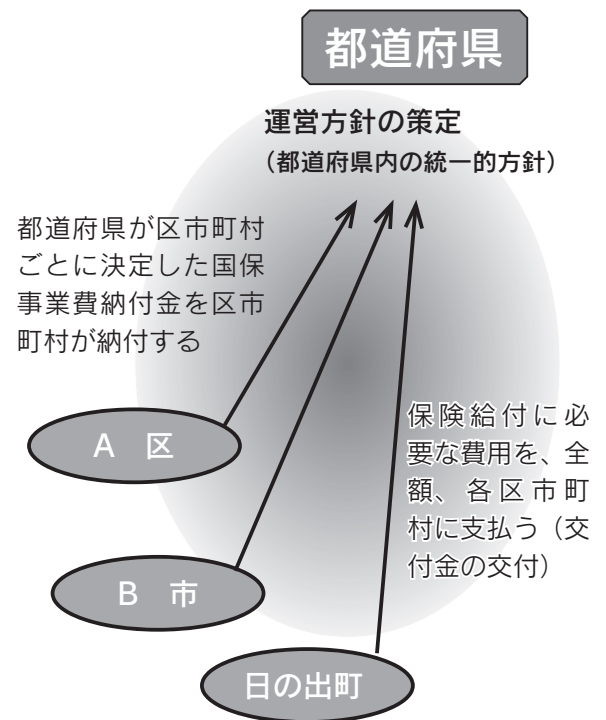 都道府県
運営方針の策定
（都道府県内の統一的方針）
都道府県が区市町村
ごとに決定した国保
事業費納付金を区市
町村が納付する
保険給付に必
要な費用を、全
額、各区市町
村に支払う（交
付金の交付）
A　区
B　市
日の出町